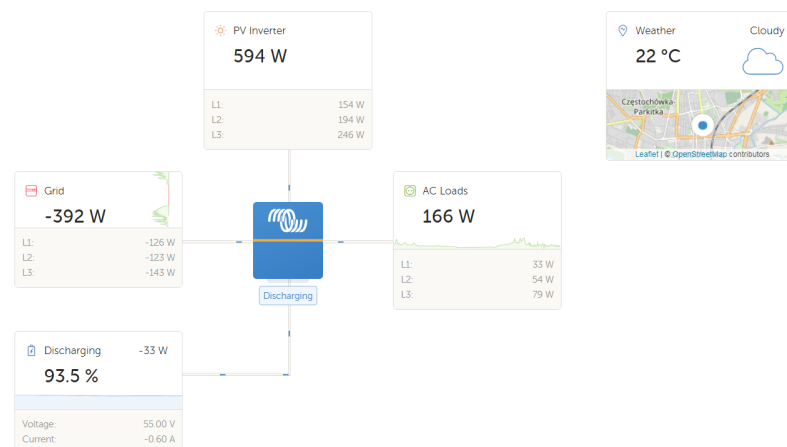 PV Inverter
594 W
L1: 154 W
L2: 194 W
L3: 246 W
Weather Cloudy
22 °C
Częstochówka-
Parkitka
Leaflet | © OpenStreetMap contributors
Grid
-392 W
L1: -126 W
L2: -123 W
L3: -143 W
Discharging
AC Loads
166 W
L1: 33 W
L2: 54 W
L3: 79 W
Discharging -33 W
93.5 %
Voltage: 55.00 V
Current: -0.60 A